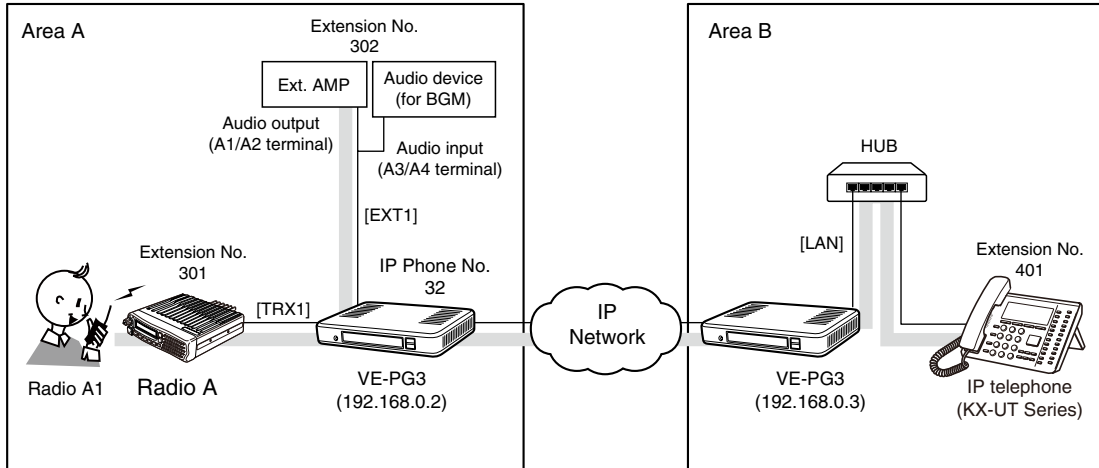 Area A
Extension No.
302
Ext. AMP
Audio device
(for BGM)
Audio output
(A1/A2 terminal)
Audio input
(A3/A4 terminal)
[EXT1]
Extension No.
301
[TRX1]
IP Phone No.
32
Radio A1
Radio A
VE-PG3
(192.168.0.2)
IP
Network
Area B
HUB
[LAN]
Extension No.
401
VE-PG3
(192.168.0.3)
IP telephone
(KX-UT Series)